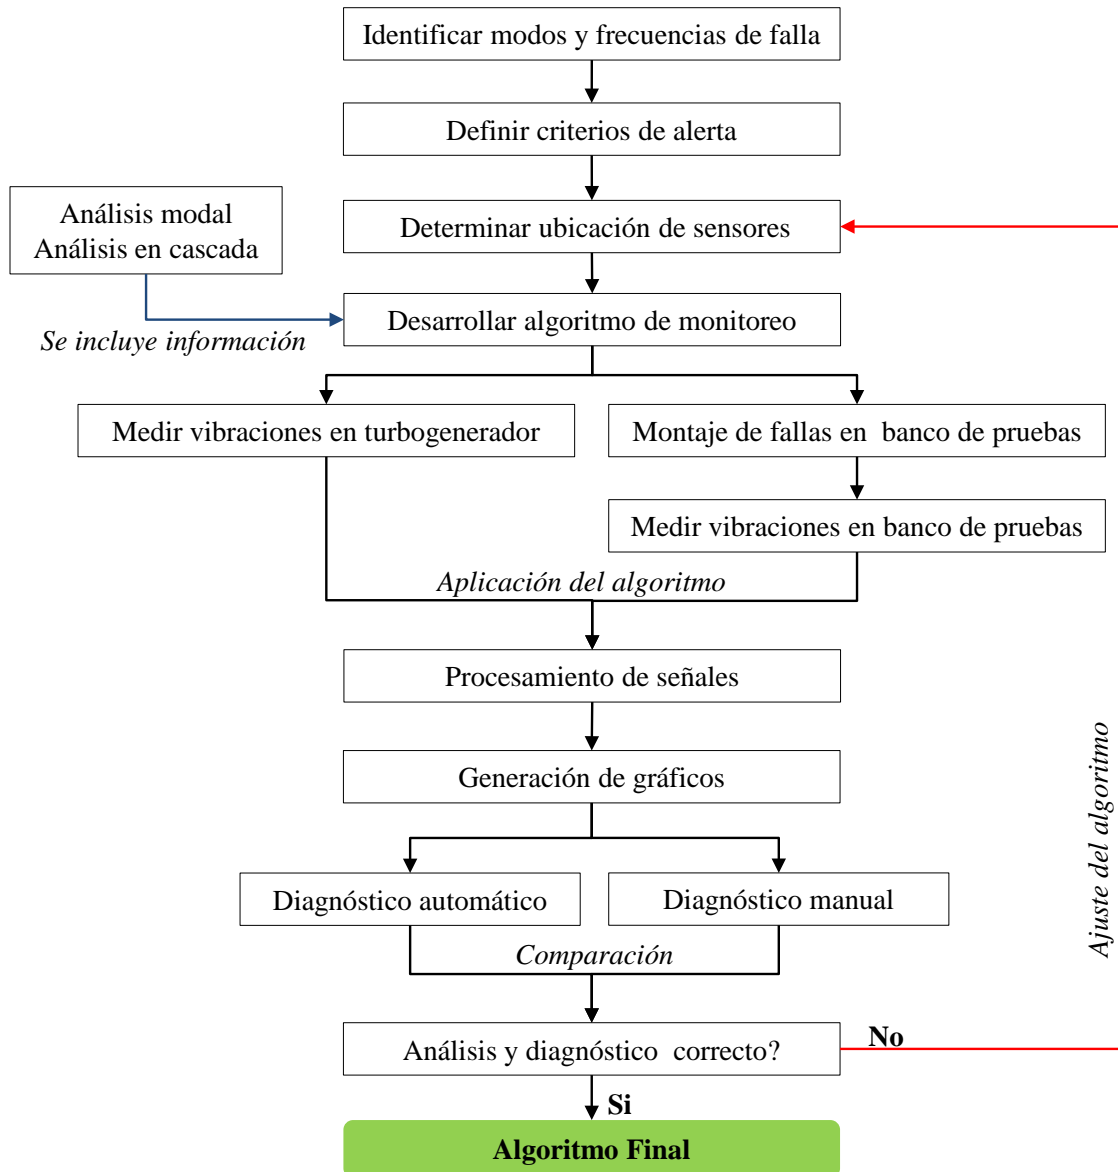 Identificar modos y frecuencias de falla
Definir criterios de alerta
Análisis modal
Análisis en cascada
Determinar ubicación de sensores
Se incluye información
Desarrollar algoritmo de monitoreo
Medir vibraciones en turbogenerador
Montaje de fallas en banco de pruebas
Medir vibraciones en banco de pruebas
Aplicación del algoritmo
Procesamiento de señales
Generación de gráficos
Ajuste del algoritmo
Diagnóstico automático
Diagnóstico manual
Comparación
Análisis y diagnóstico correcto?
No
Si
Algoritmo Final